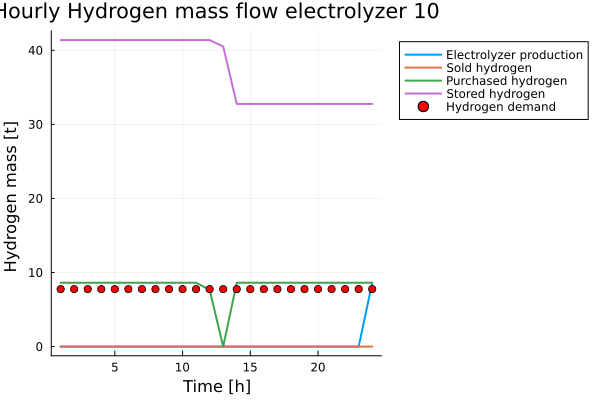 Hourly Hydrogen mass flow electrolyzer 10
Electrolyzer production
Sold hydrogen
Purchased hydrogen
Stored hydrogen
Hydrogen demand
Hydrogen mass [t]
40
30
20
10
0
5
10
15
20
Time [h]